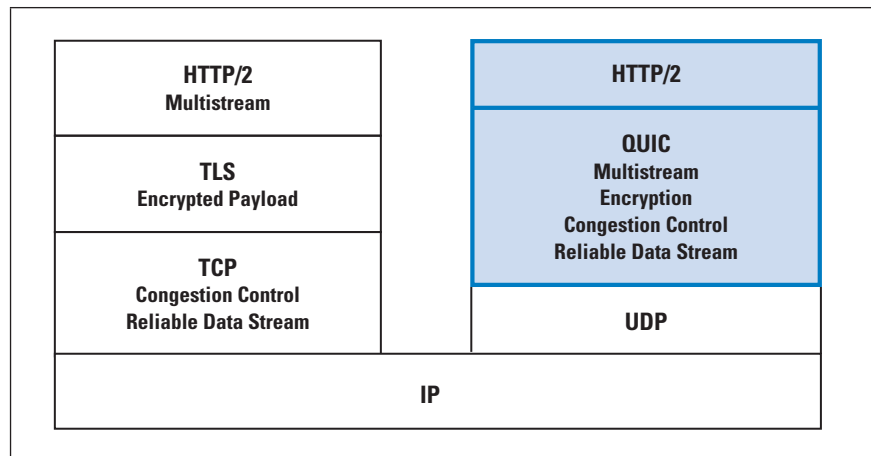 HTTP/2
Multistream
TLS
Encrypted Payload
TCP
Congestion Control
Reliable Data Stream
HTTP/2
QUIC
Multistream
Encryption
Congestion Control
Reliable Data Stream
UDP
IP